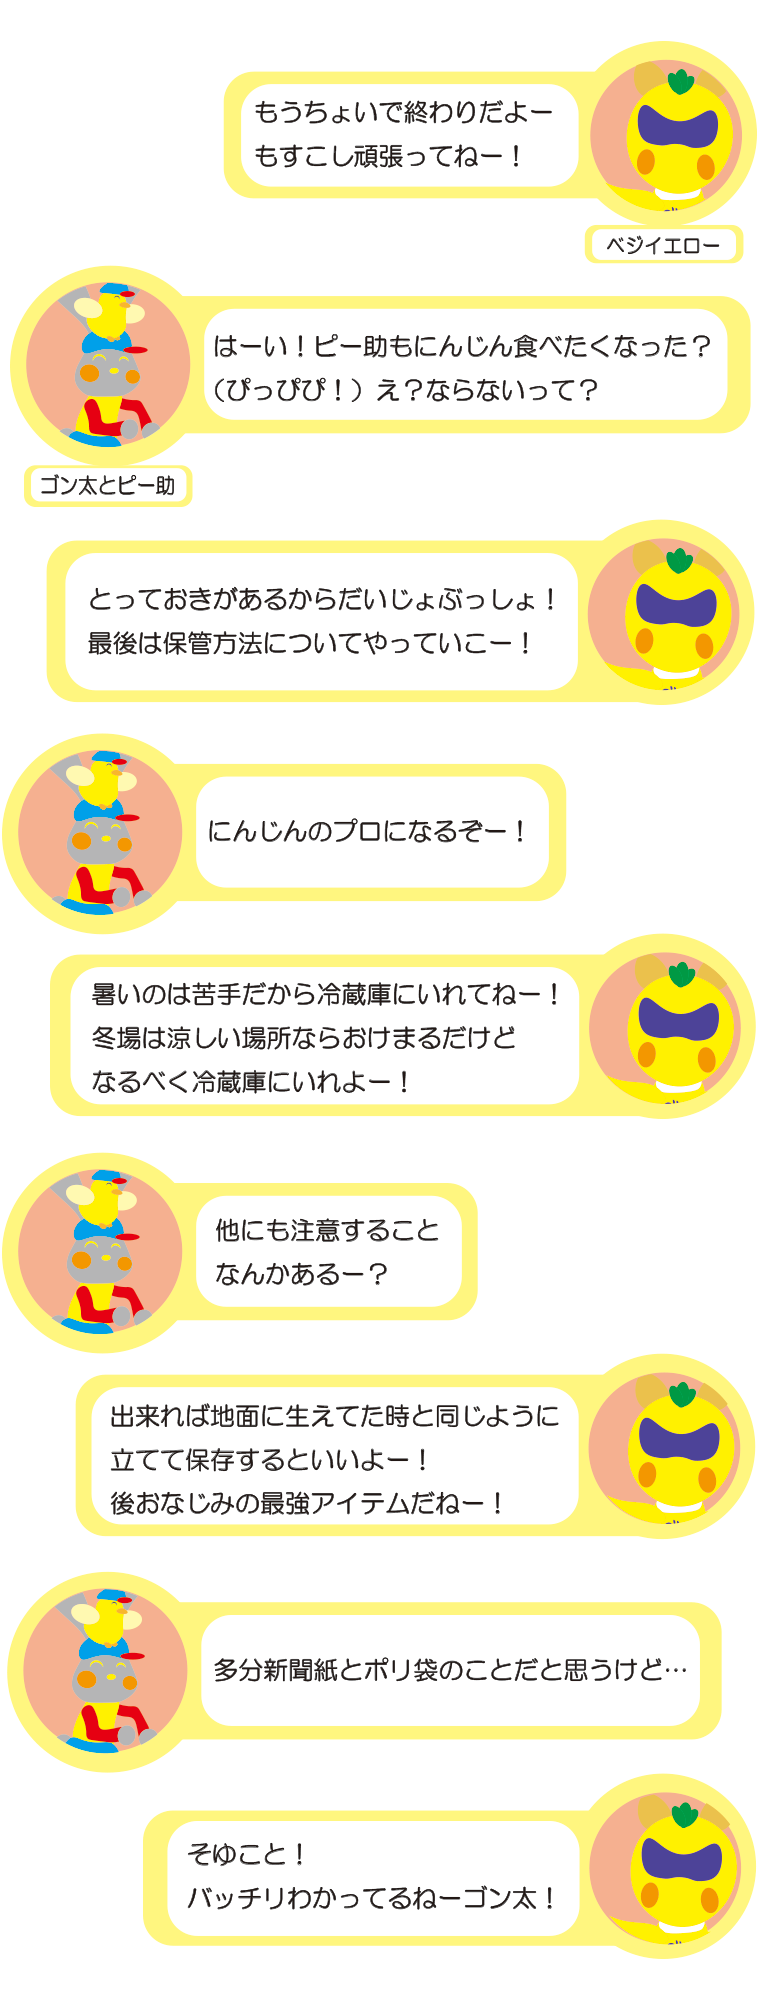 もうちょいで終わりだよー
もすこし頑張ってねー！
ベジイエロー
はーい！ピー助もにんじん食べたくなった？
（ぴっぴぴ！）え？ならないって？
ゴン太とピー助
とっておきがあるからだいじょぶっしょ！
最後は保管方法についてやっていこー！
にんじんのプロになるぞー！
暑いのは苦手だから冷蔵庫にいれてねー！
冬場は涼しい場所ならおけまるだけど
なるべく冷蔵庫にいれよー！
他にも注意すること
なんかあるー？
出来れば地面に生えてた時と同じように
立てて保存するといいよー！
後おなじみの最強アイテムだねー！
多分新聞紙とポリ袋のことだと思うけど…
そゆこと！
バッチリわかってるねーゴン太！